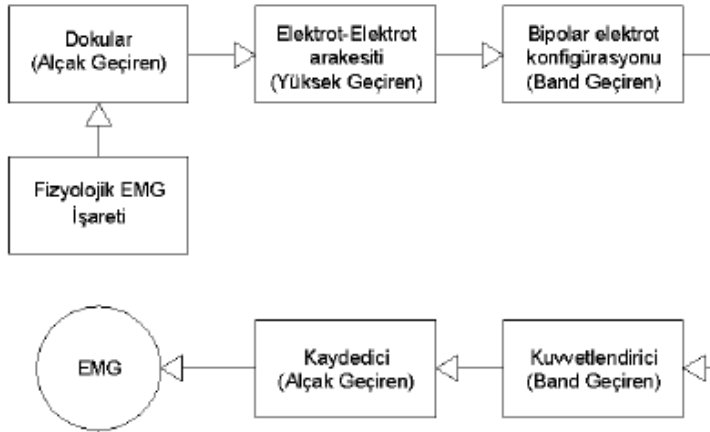 Dokular
(Alçak Geçiren)
Elektrot-Elektrot
arakesiti
(Yüksek Geçiren)
Bipolar elektrot
konfigürasyonu
(Band Geçiren)
Fizyolojik EMG
İşareti
EMG
Kaydedici
(Alçak Geçiren)
Kuvvetlendirici
(Band Geçiren)